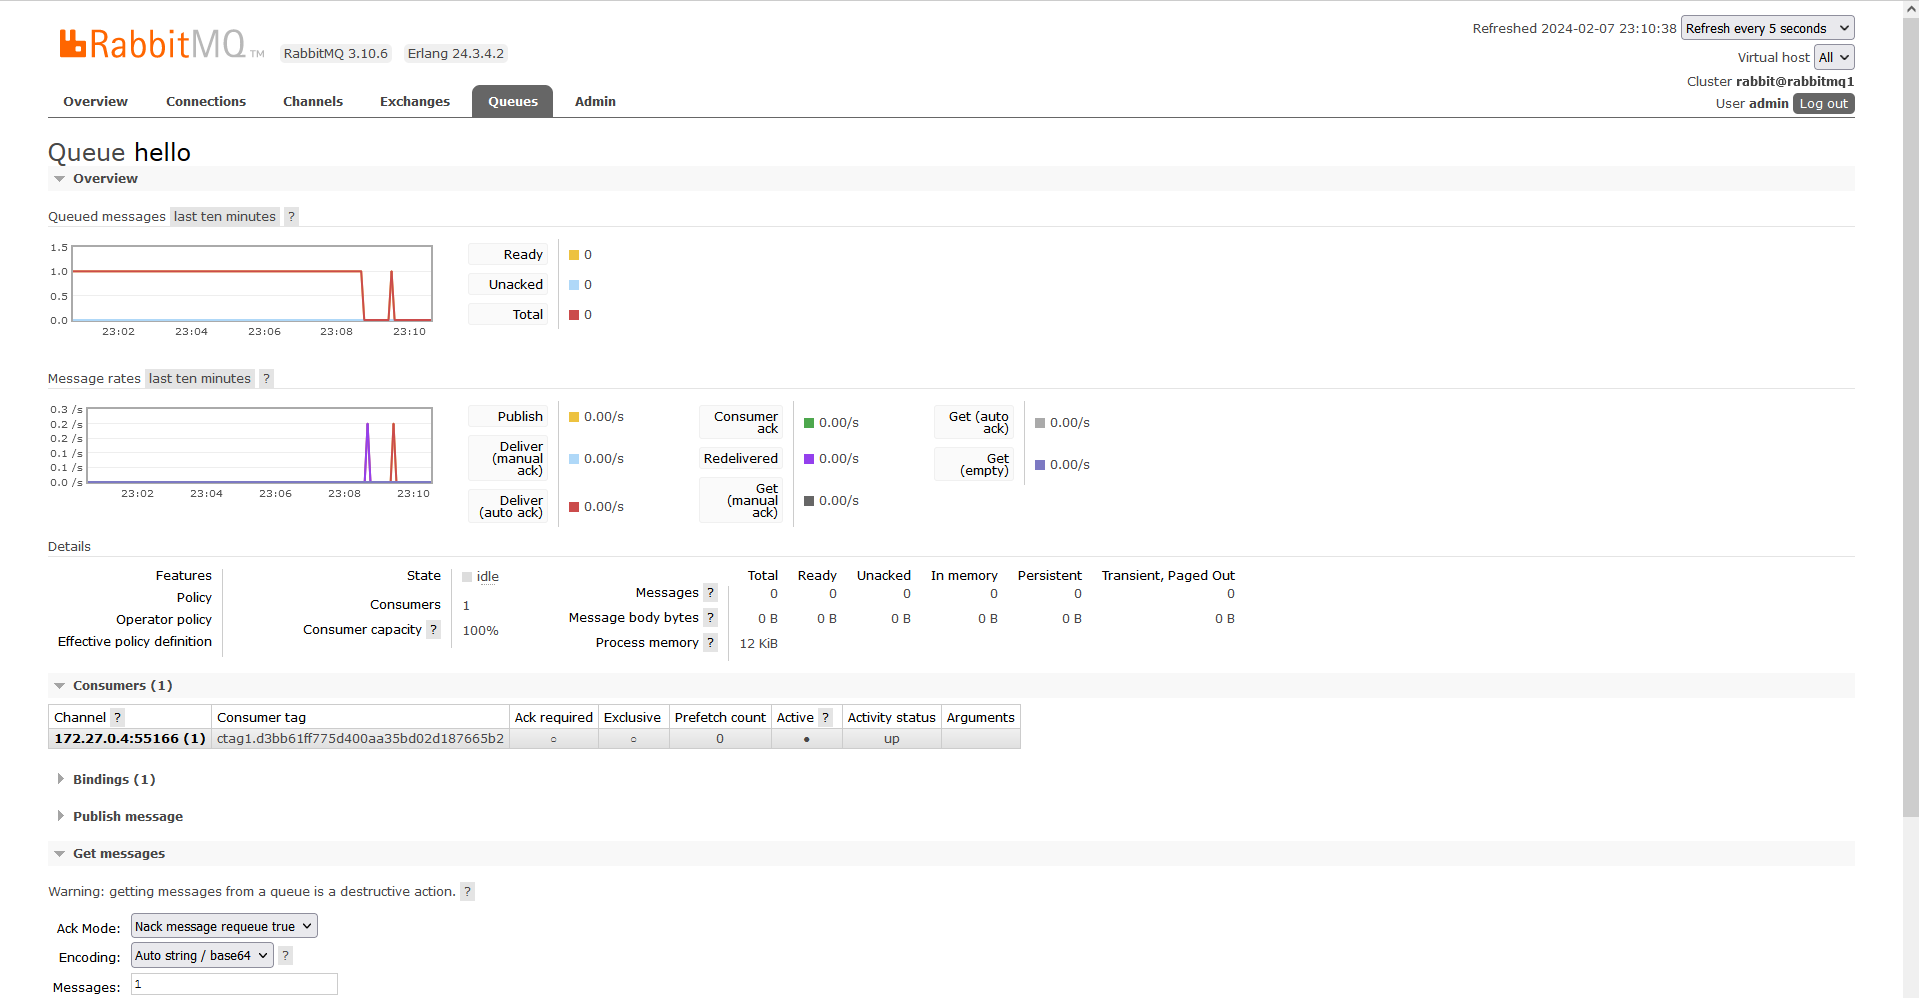 RabbitMQ TM
RabbitMQ 3.10.6 Erlang 24.3.4.2
Refreshed 2024-02-07 23:10:38 Refresh every 5 seconds
Virtual host All
Cluster rabbit@rabbitmq1
User admin Log out
Overview Connections Channels Exchanges Queues Admin
Queue hello
Overview
Queued messages last ten minutes ?
1.5
1.0
0.5
0.0
23:02 23:04 23:06 23:08 23:10
Ready 0
Unacked 0
Total 0
Message rates last ten minutes ?
0.3 /s
0.2 /s
0.2 /s
0.1 /s
0.1 /s
0.0 /s
23:02 23:04 23:06 23:08 23:10
Publish 0.00/s
Deliver
(manual 0.00/s
ack)
Deliver
(auto ack) 0.00/s
Consumer
ack 0.00/s
Redelivered 0.00/s
Get
(manual 0.00/s
ack)
Get (auto
ack) 0.00/s
Get
(empty) 0.00/s
Details
Features
Policy
Operator policy
Effective policy definition
State idle
Consumers 1
Consumer capacity ? 100%
Total Ready Unacked In memory Persistent Transient, Paged Out
Messages ? 0 0 0 0 0 0
Message body bytes ? 0 B 0 B 0 B 0 B 0 B 0 B
Process memory ? 12 KiB
Consumers (1)
Channel ? Consumer tag Ack required Exclusive Prefetch count Active ? Activity status Arguments
172.27.0.4:55166 (1) ctag1.d3bb61ff775d400aa35bd02d187665b2 ○ ○ 0 ● up
Bindings (1)
Publish message
Get messages
Warning: getting messages from a queue is a destructive action. ?
Ack Mode: Nack message requeue true
Encoding: Auto string / base64 ?
Messages: 1